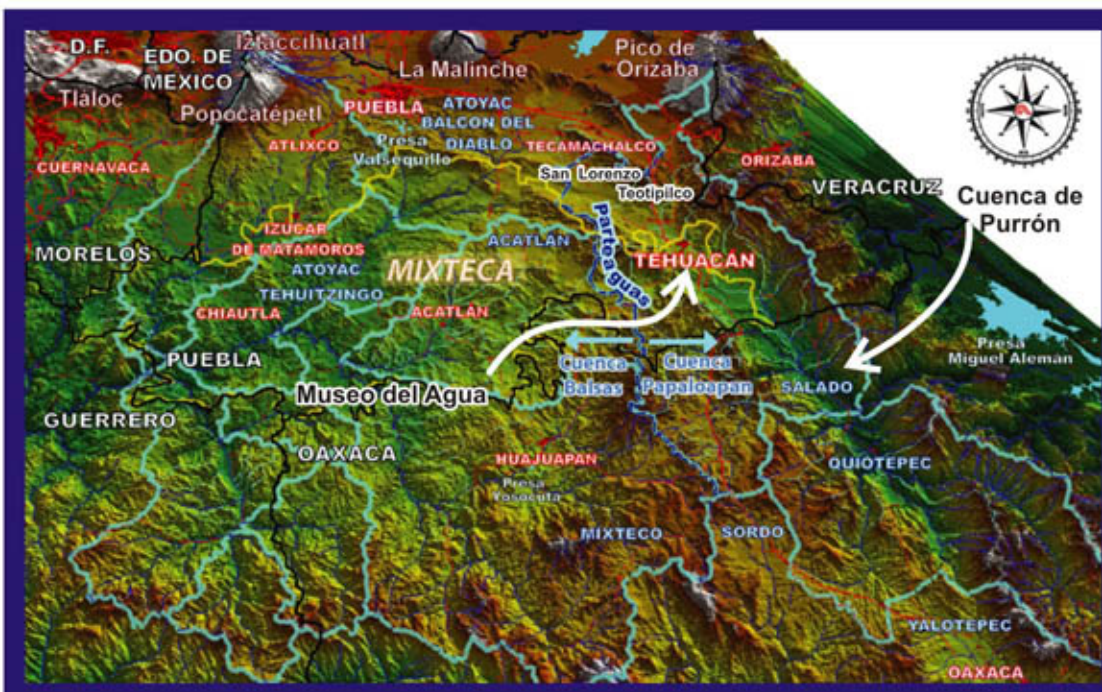 D.F.
Iztaccihuatl
EDO. DE
MEXICO
Tláloc
Popocatépetl
La Malinche
Pico de
Orizaba
PUEBLA
ATOYAC
BALCON DEL
DIABLO
Presa
Valsequillo
ATLIXCO
CUERNAVACA
TECAMACHALCO
ORIZABA
San Lorenzo
Teotipilco
VERACRUZ
Cuenca de
Purrón
MORELOS
IZUCAR
DE MATAMOROS
ATOYAC
TEHUITZINGO
ACATLAN
MIXTECA
Parteaguas
TEHUACAN
CHIAUTLA
ACATLÁN
PUEBLA
Cuenca
Balsas
Cuenca
Papaloapan
Presa
Miguel Alemán
SALADO
Museo del Agua
GUERRERO
OAXACA
HUAJUAPAN
Presa
Yosocuta
QUIOTEPEC
MIXTECO
SORDO
YALOTEPEC
OAXACA